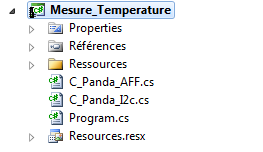 Mesure_Temperature
Properties
Références
Ressources
C_Panda_AFF.cs
C_Panda_I2c.cs
Program.cs
Resources.resx